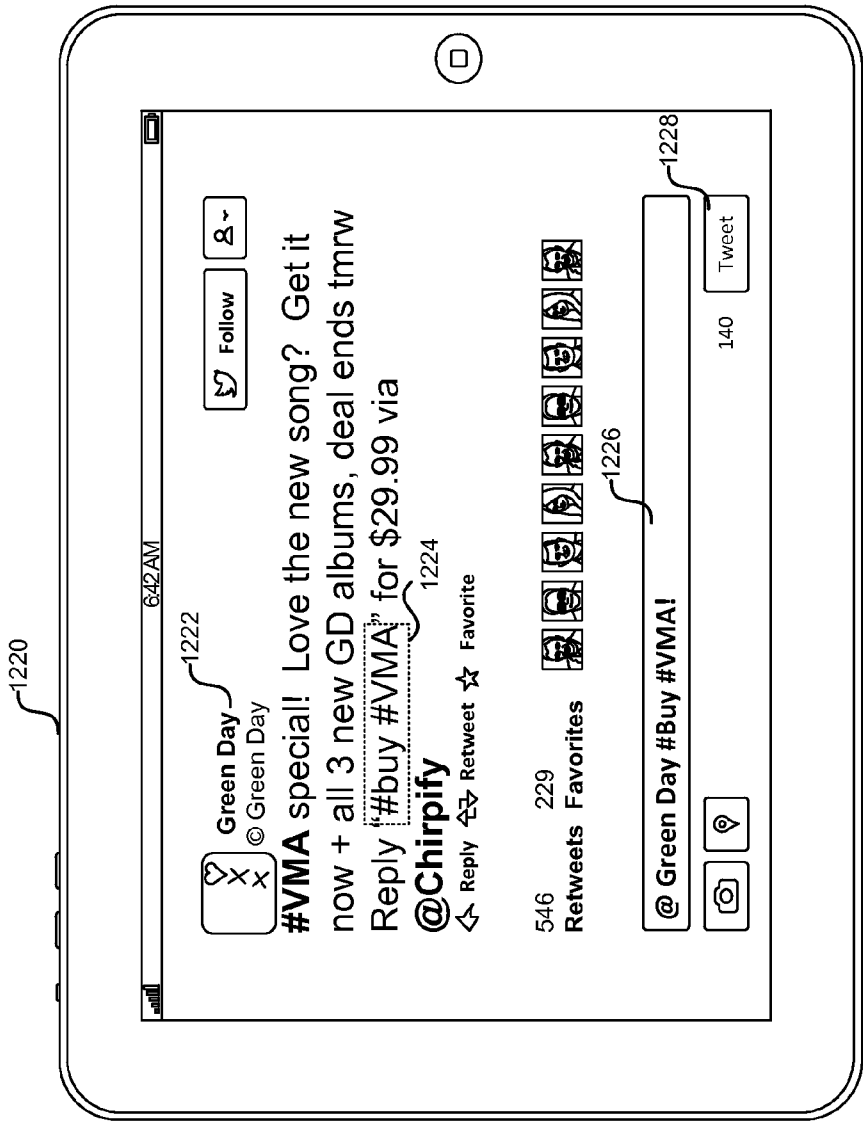 1220
6:42 AM
1222
Green Day
© Green Day
Follow
#VMA special!  Love the new song?  Get it
now + all 3 new GD albums, deal ends tmrw
Reply "#buy #VMA" for $29.99 via
@Chirpify
1224
Reply Retweet Favorite
546 229
Retweets Favorites
1226
@ Green Day #Buy #VMA!
1228
140 Tweet